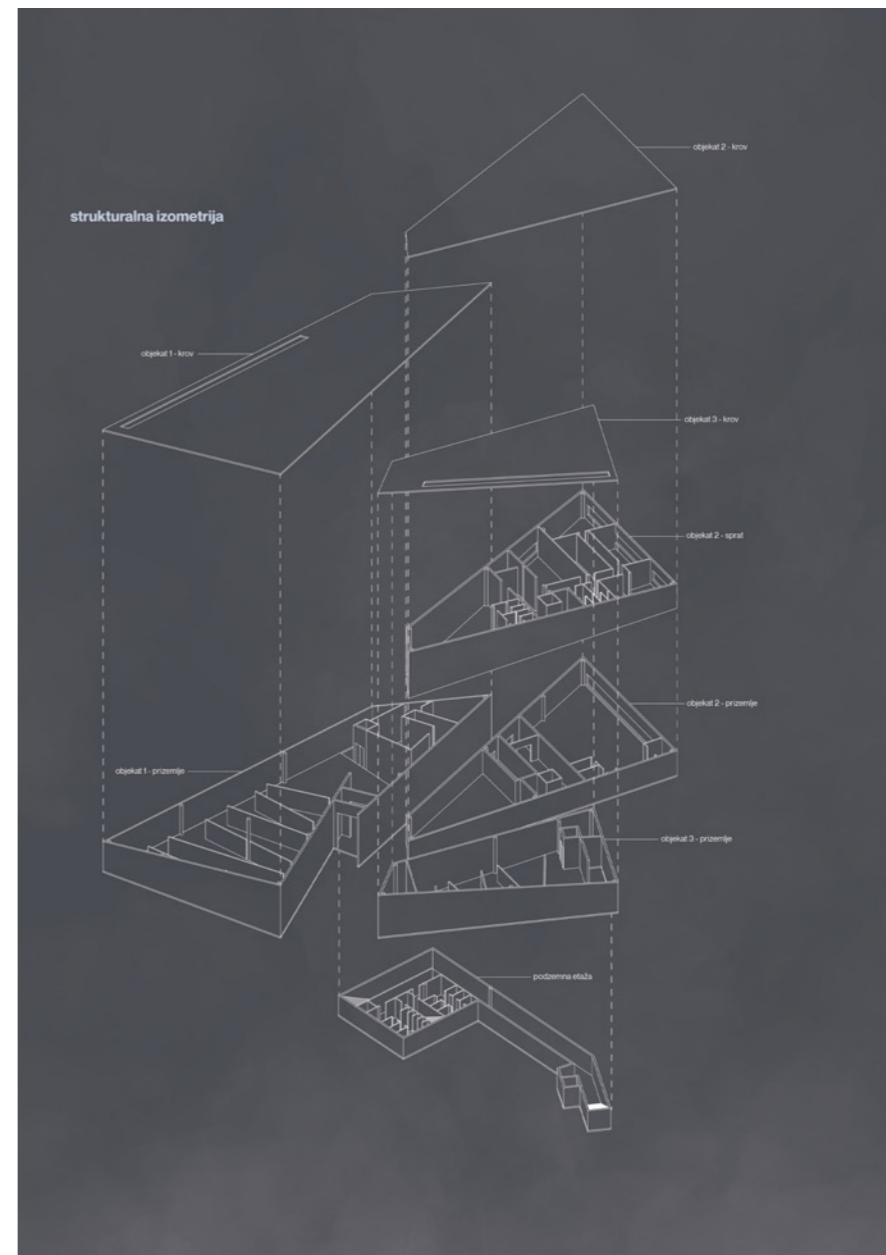 objekat 2 - krov
strukturalna izometrija
objekat 1 - krov
objekat 3 - krov
objekat 2 - sprat
objekat 2 - prizemlje
objekat 1 - prizemlje
objekat 3 - prizemlje
podzemna etaža